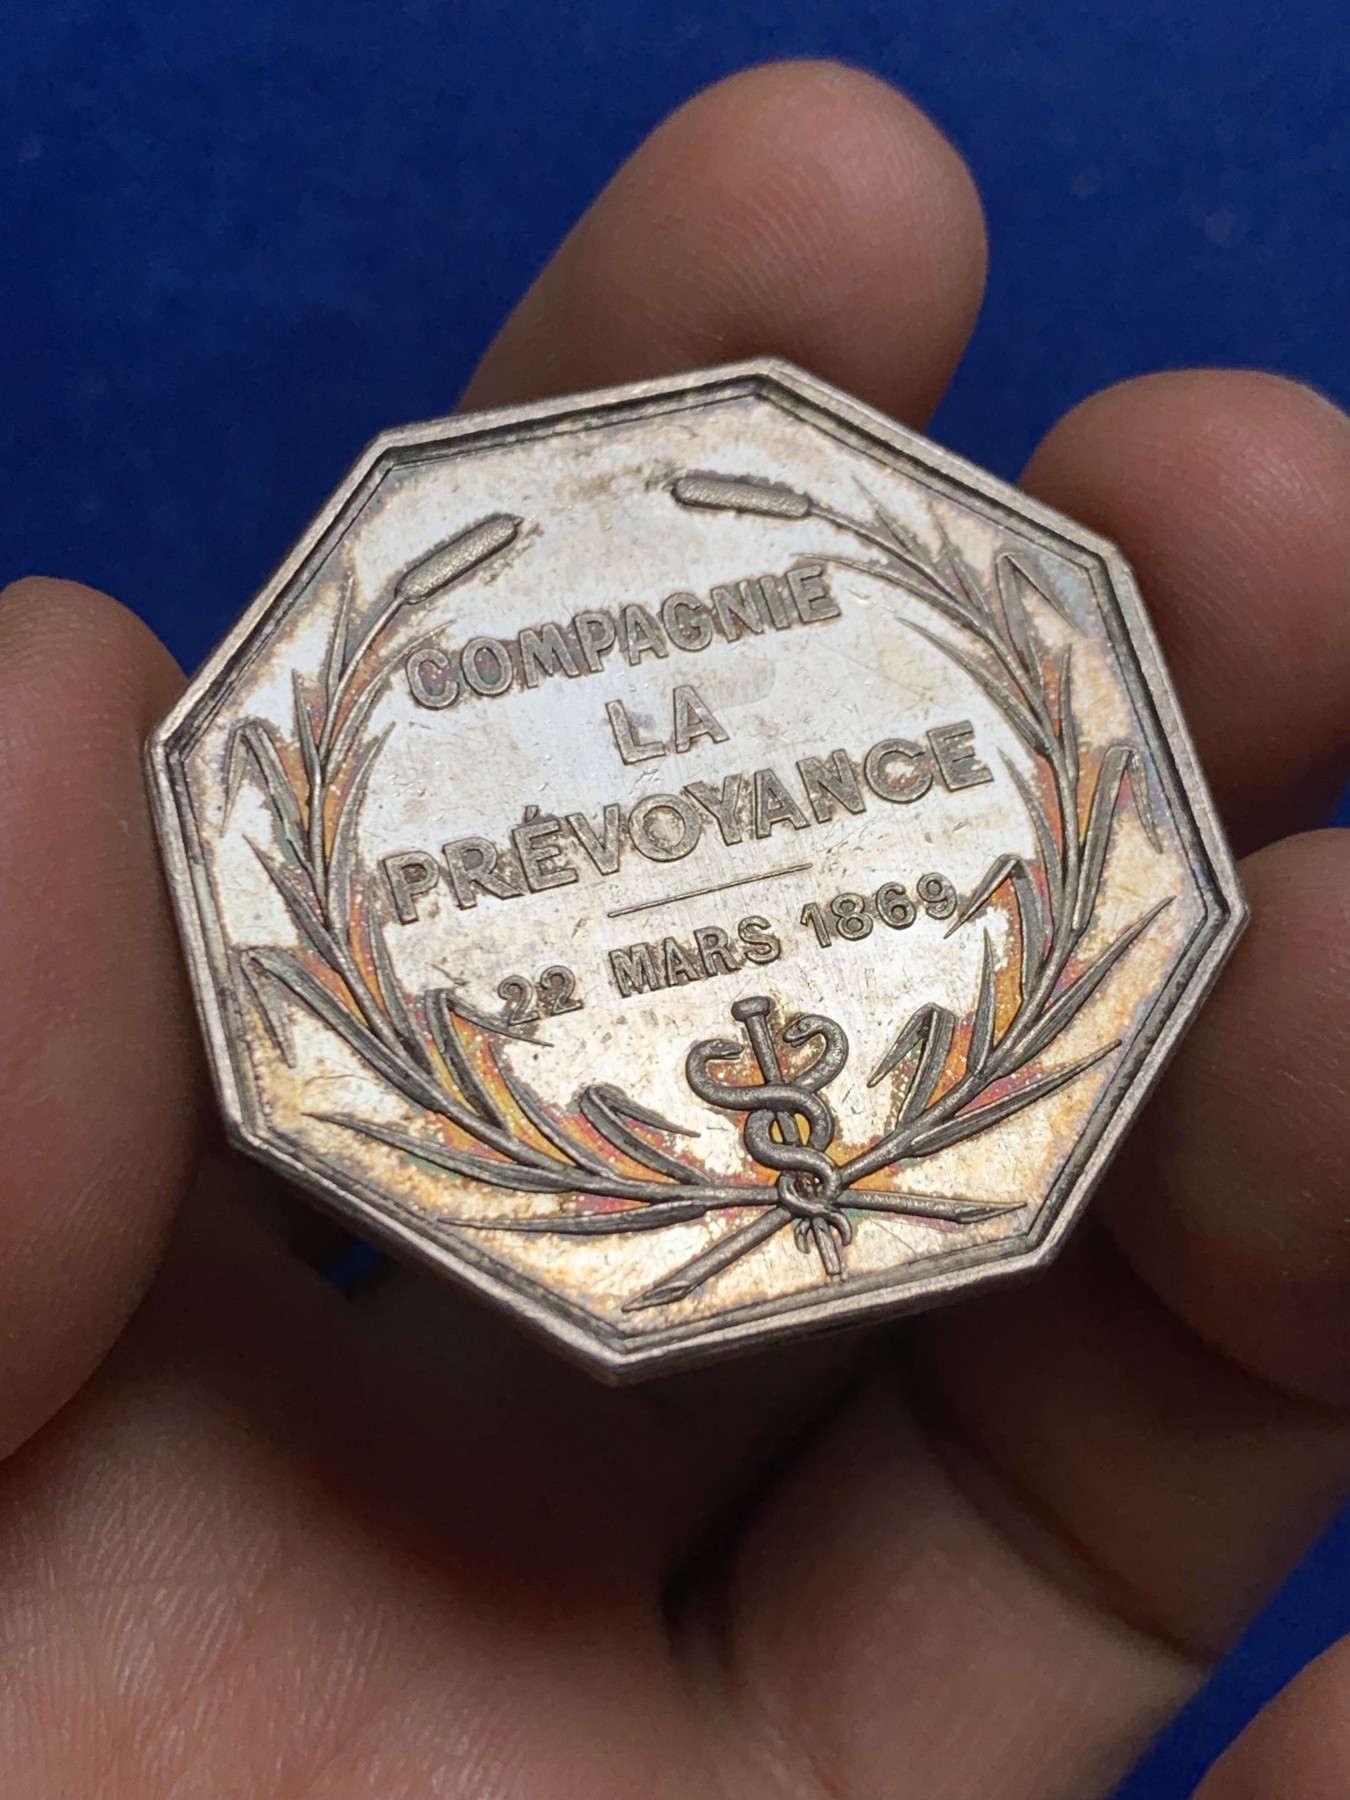 COMPAGNIE
LA
PRÉVOYANCE
22 MARS 1869